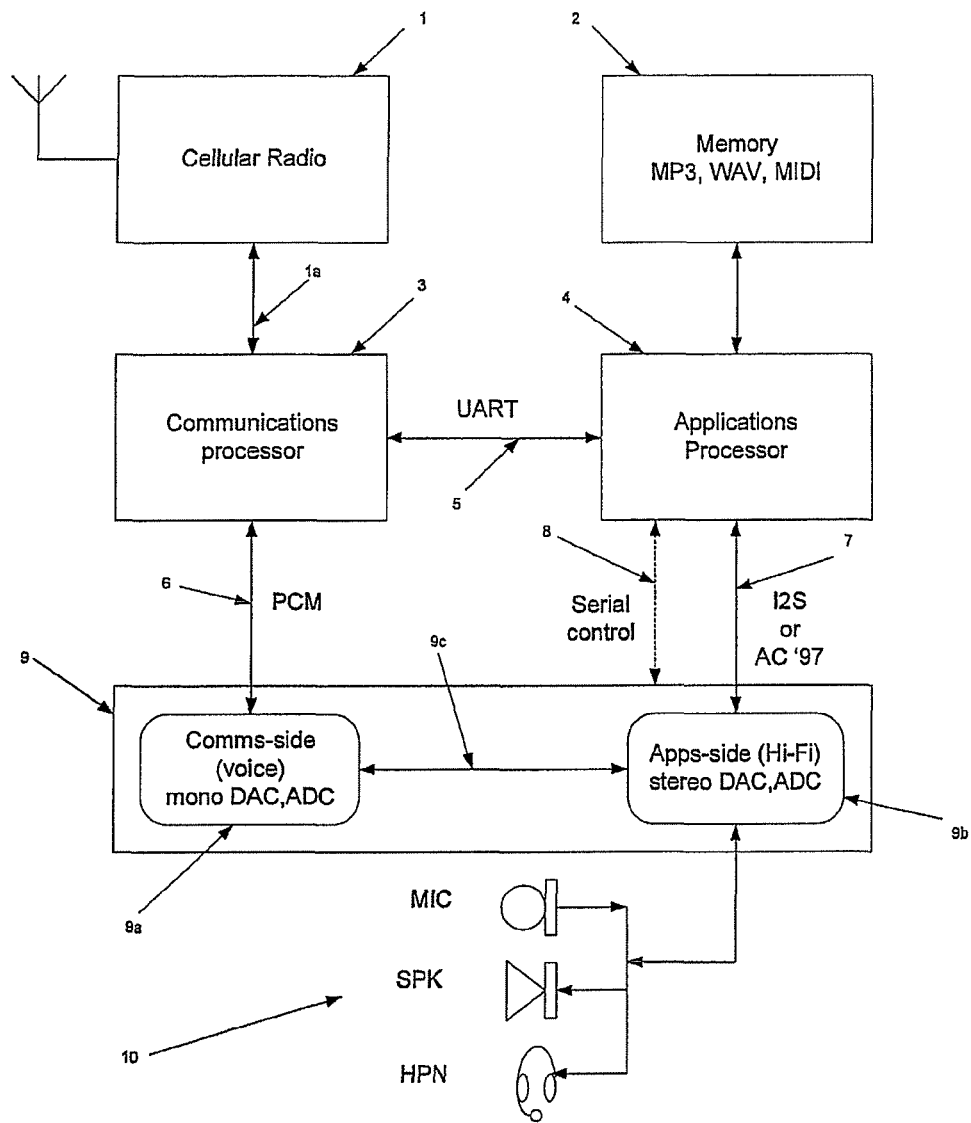 1
2
Cellular Radio
Memory
MP3, WAV, MIDI
1a
3
4
Communications
processor
UART
Applications
Processor
5
6
PCM
8
7
Serial
control
I2S
or
AC '97
9
9c
Comms-side
(voice)
mono DAC,ADC
Apps-side (Hi-Fi)
stereo DAC,ADC
9b
9a
MIC
SPK
10
HPN